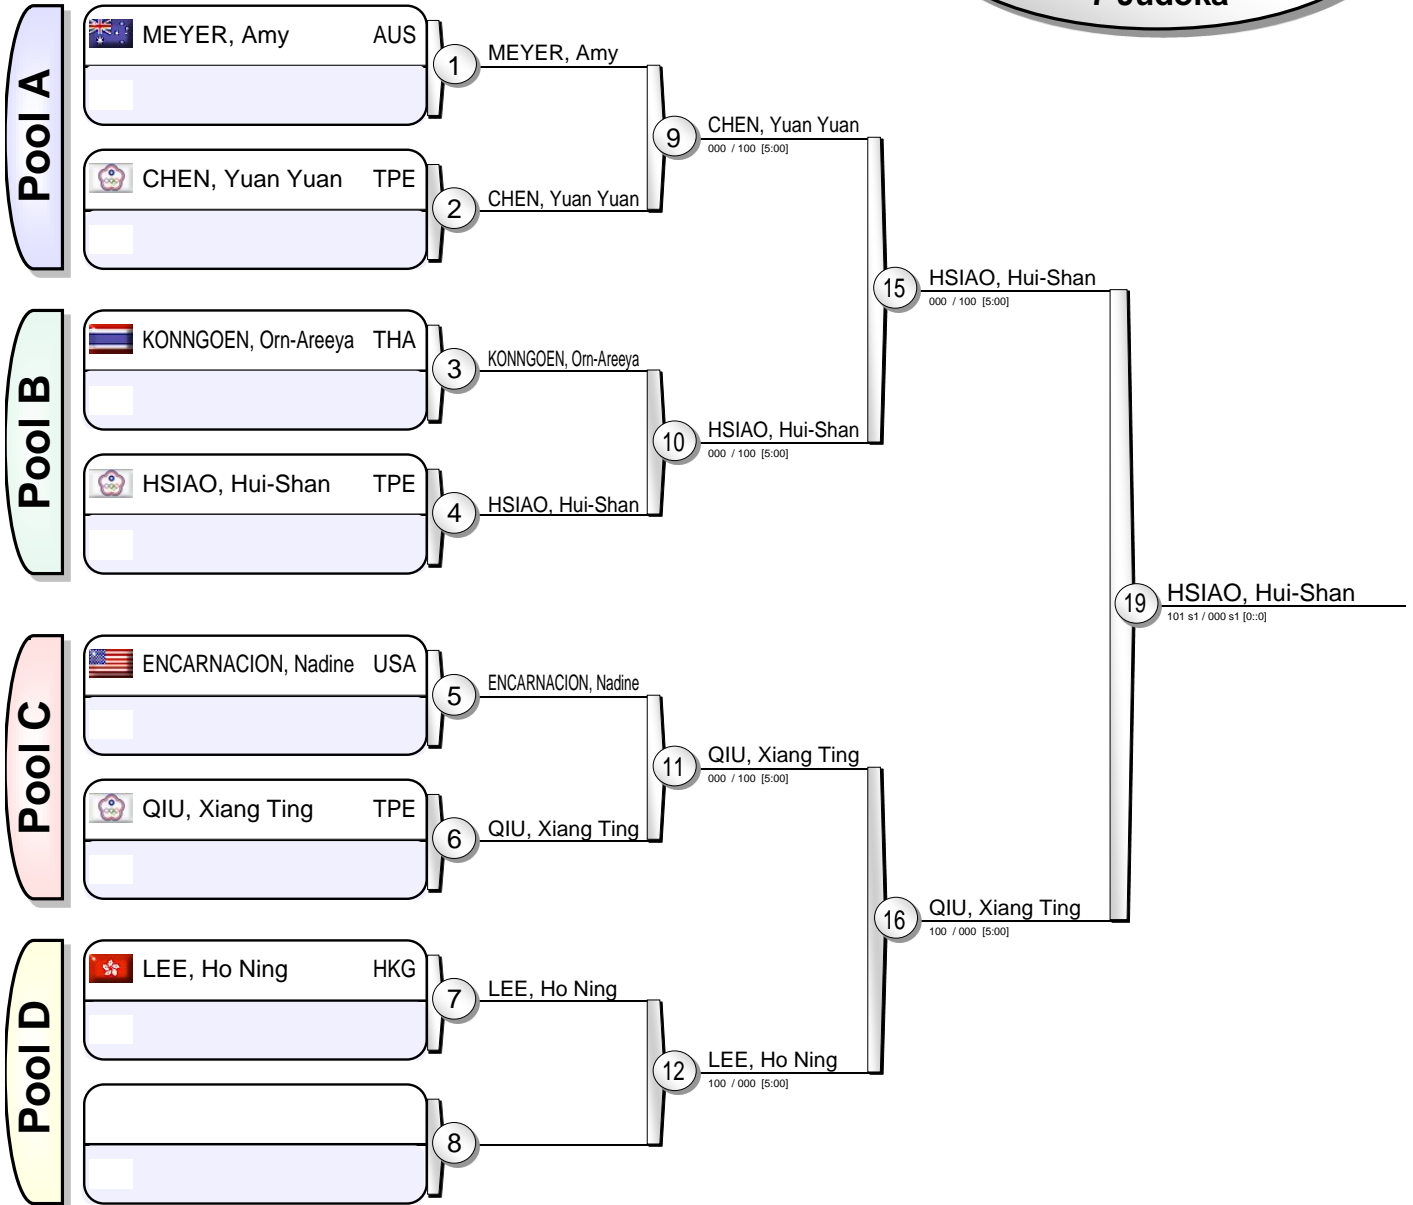 7 Judoka
Pool A
MEYER, Amy AUS
1
MEYER, Amy
CHEN, Yuan Yuan TPE
2
CHEN, Yuan Yuan
9
CHEN, Yuan Yuan
000 / 100 [5:00]
Pool B
KONNGOEN, Orn-Areeya THA
3
KONNGOEN, Orn-Areeya
HSIAO, Hui-Shan TPE
4
HSIAO, Hui-Shan
10
HSIAO, Hui-Shan
000 / 100 [5:00]
15
HSIAO, Hui-Shan
000 / 100 [5:00]
Pool C
ENCARNACION, Nadine USA
5
ENCARNACION, Nadine
QIU, Xiang Ting TPE
6
QIU, Xiang Ting
11
QIU, Xiang Ting
000 / 100 [5:00]
Pool D
LEE, Ho Ning HKG
7
LEE, Ho Ning
8
12
LEE, Ho Ning
100 / 000 [5:00]
16
QIU, Xiang Ting
100 / 000 [5:00]
19
HSIAO, Hui-Shan
101 s1 / 000 s1 [0::0]